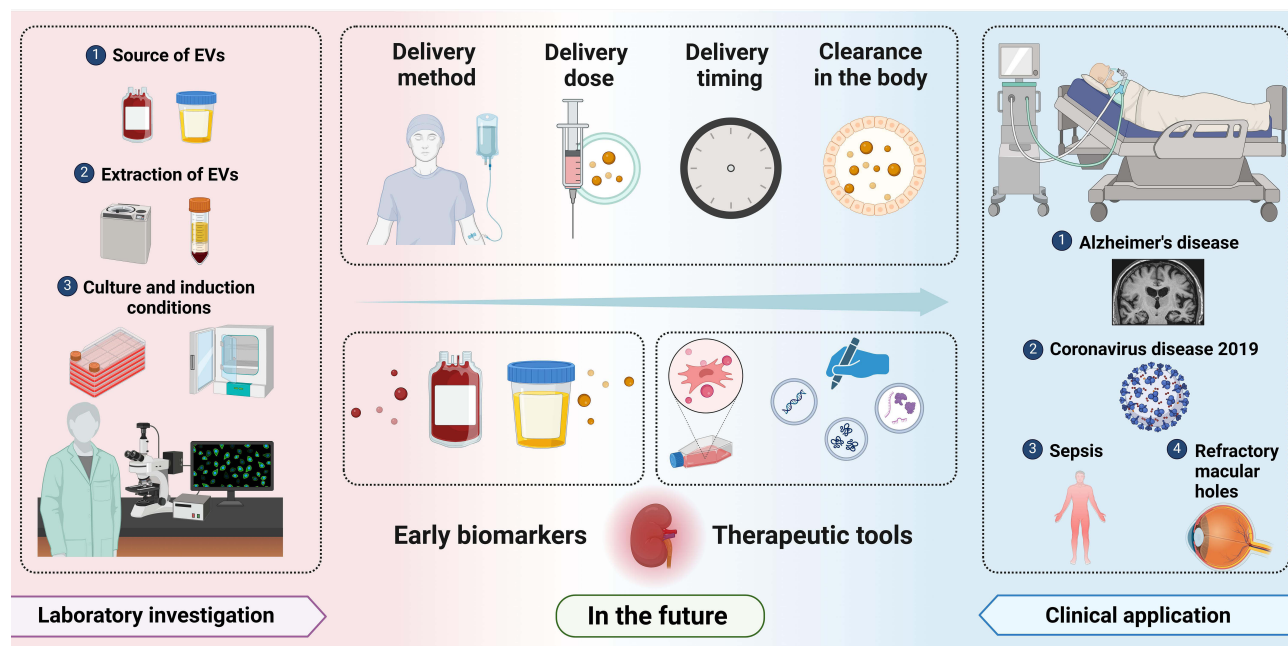 1 Source of EVs
2 Extraction of EVs
3 Culture and induction
conditions
Laboratory investigation
Delivery
method
Delivery
dose
Delivery
timing
Clearance
in the body
Early biomarkers
Therapeutic tools
In the future
1 Alzheimer's disease
2 Coronavirus disease 2019
3 Sepsis
4 Refractory
macular
holes
Clinical application